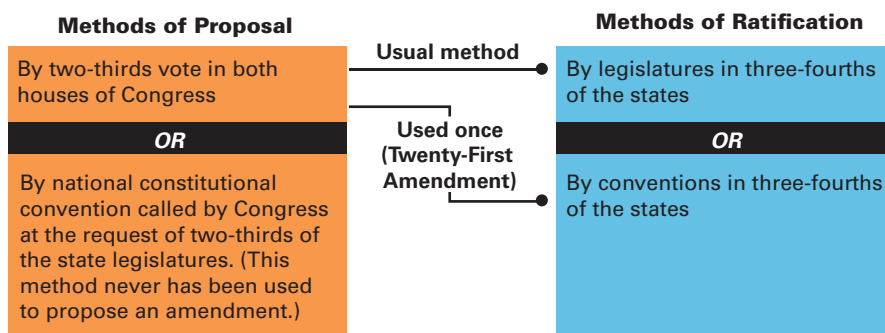 Methods of Proposal
By two-thirds vote in both
houses of Congress
OR
By national constitutional
convention called by Congress
at the request of two-thirds of
the state legislatures. (This
method never has been used
to propose an amendment.)
Usual method
Used once
(Twenty-First
Amendment)
Methods of Ratification
By legislatures in three-fourths
of the states
OR
By conventions in three-fourths
of the states